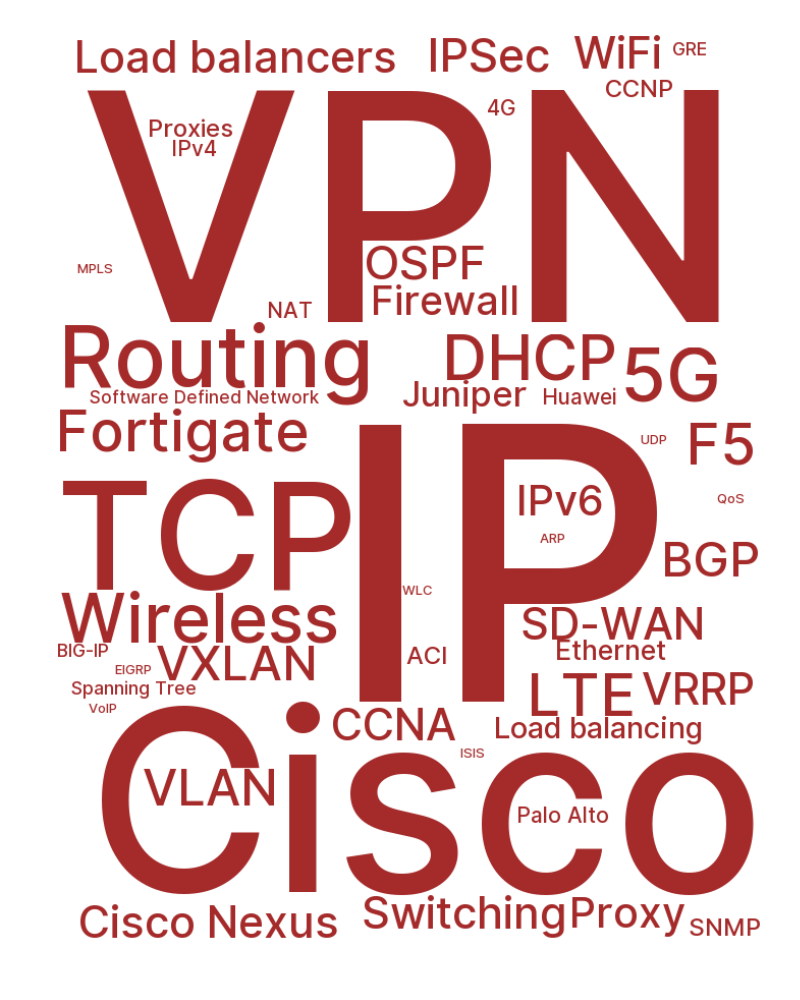 Load balancers
IPSec
WiFi
GRE
CCNP
VPN
4G
Proxies
IPv4
MPLS
OSPF
NAT
Firewall
Routing
DHCP
5G
Software Defined Network
Juniper
Huawei
Fortigate
UDP
F5
TCP
IP
IPv6
QoS
ARP
BGP
WLC
Wireless
SD-WAN
BIG-IP
EIGRP
VXLAN
ACI
Ethernet
Spanning Tree
LTE
VRRP
VoIP
CCNA
Load balancing
ISIS
Cisco
VLAN
Palo Alto
Cisco Nexus
Switching
Proxy
SNMP